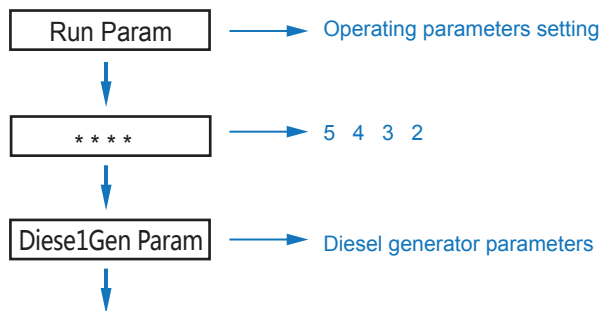 Run Param Operating parameters setting
**** 5 4 3 2
Diese1Gen Param Diesel generator parameters